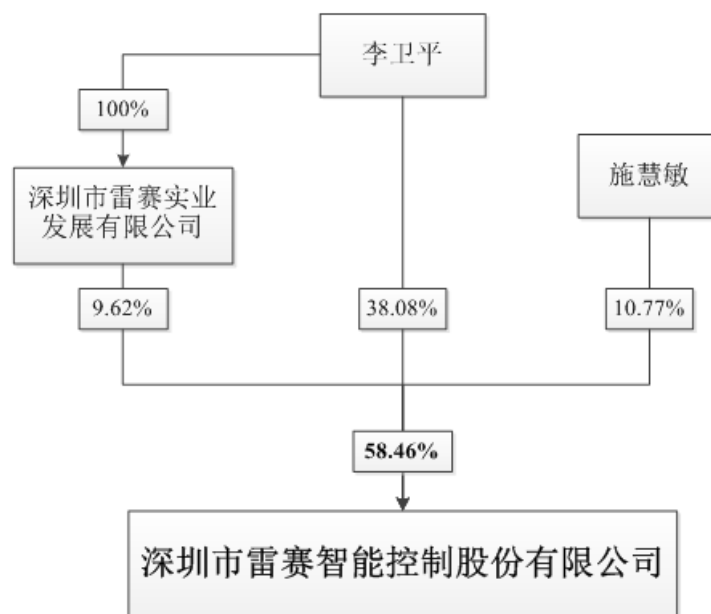 李卫平
100%
施慧敏
深圳市雷赛实业
发展有限公司
9.62%
38.08%
10.77%
58.46%
深圳市雷赛智能控制股份有限公司